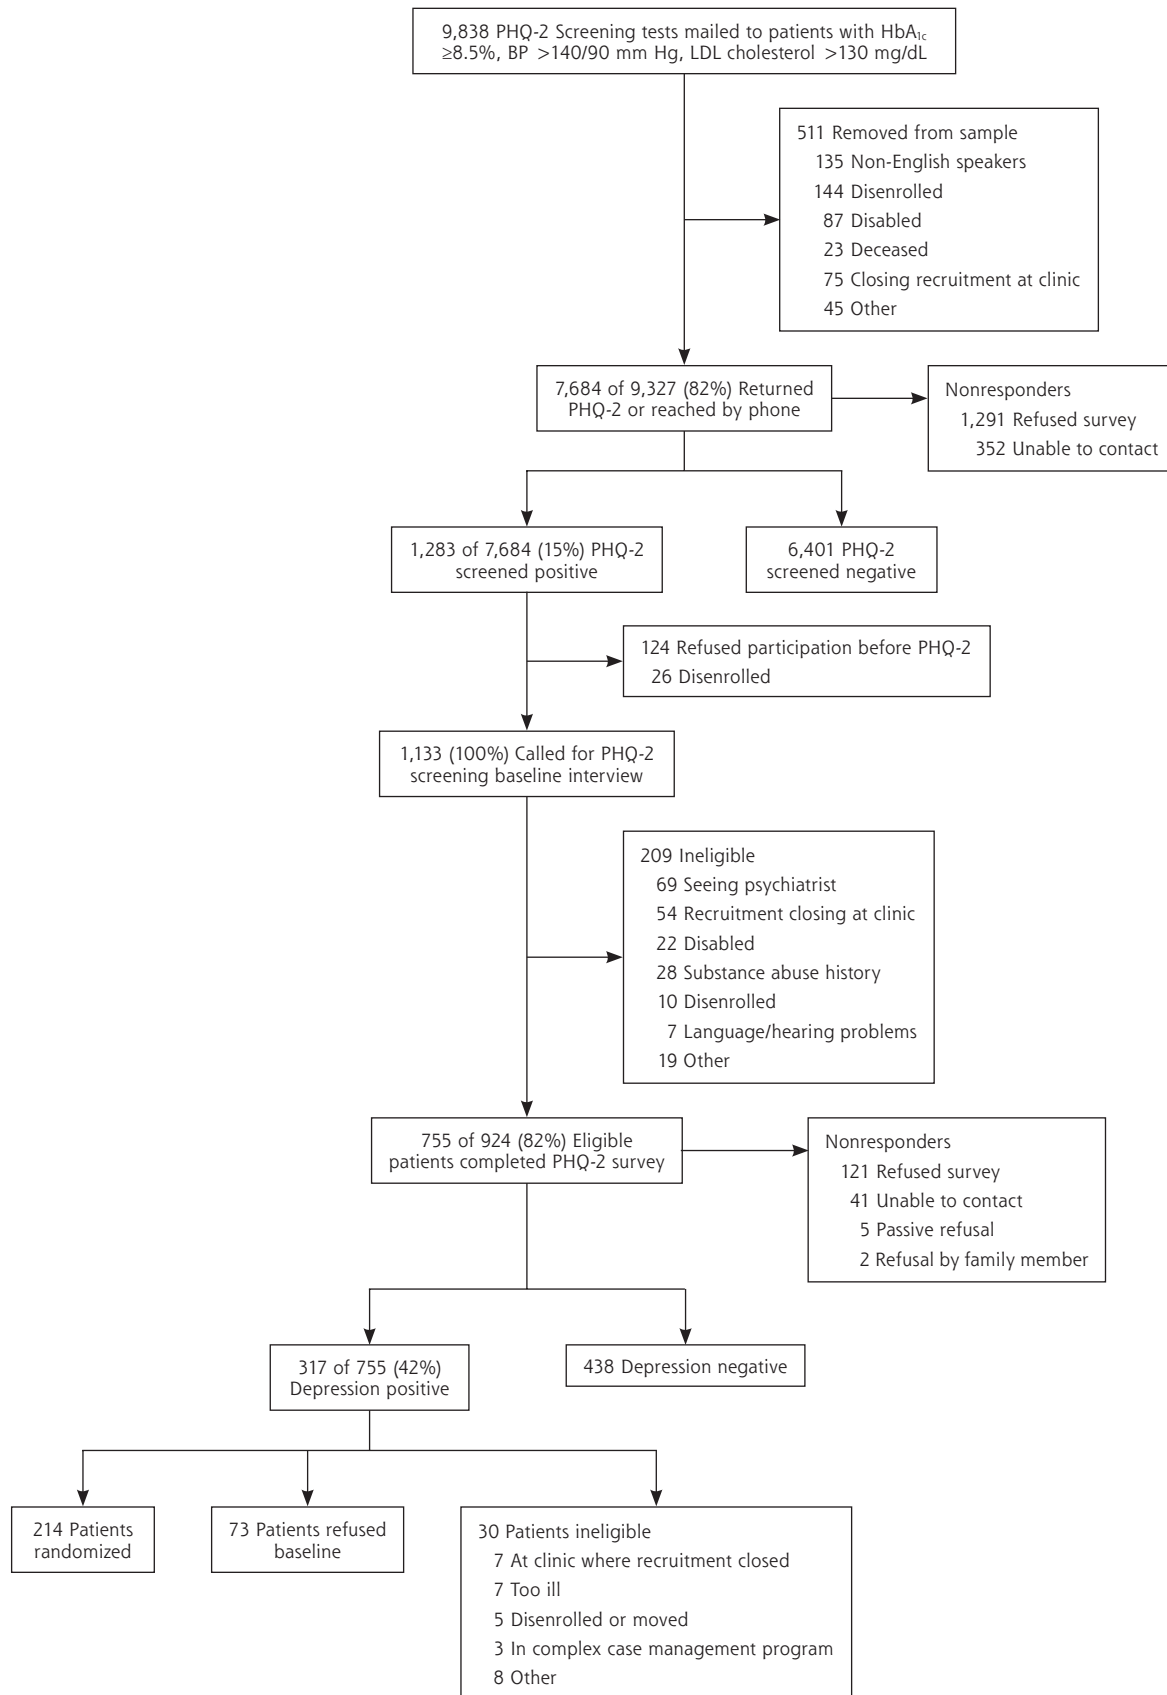 9,838 PHQ-2 Screening tests mailed to patients with HbA1c
≥8.5%, BP >140/90 mm Hg, LDL cholesterol >130 mg/dL
511 Removed from sample
135 Non-English speakers
144 Disenrolled
87 Disabled
23 Deceased
75 Closing recruitment at clinic
45 Other
7,684 of 9,327 (82%) Returned
PHQ-2 or reached by phone
Nonresponders
1,291 Refused survey
352 Unable to contact
1,283 of 7,684 (15%) PHQ-2
screened positive
6,401 PHQ-2
screened negative
124 Refused participation before PHQ-2
26 Disenrolled
1,133 (100%) Called for PHQ-2
screening baseline interview
209 Ineligible
69 Seeing psychiatrist
54 Recruitment closing at clinic
22 Disabled
28 Substance abuse history
10 Disenrolled
7 Language/hearing problems
19 Other
755 of 924 (82%) Eligible
patients completed PHQ-2 survey
Nonresponders
121 Refused survey
41 Unable to contact
5 Passive refusal
2 Refusal by family member
317 of 755 (42%)
Depression positive
438 Depression negative
214 Patients
randomized
73 Patients refused
baseline
30 Patients ineligible
7 At clinic where recruitment closed
7 Too ill
5 Disenrolled or moved
3 In complex case management program
8 Other